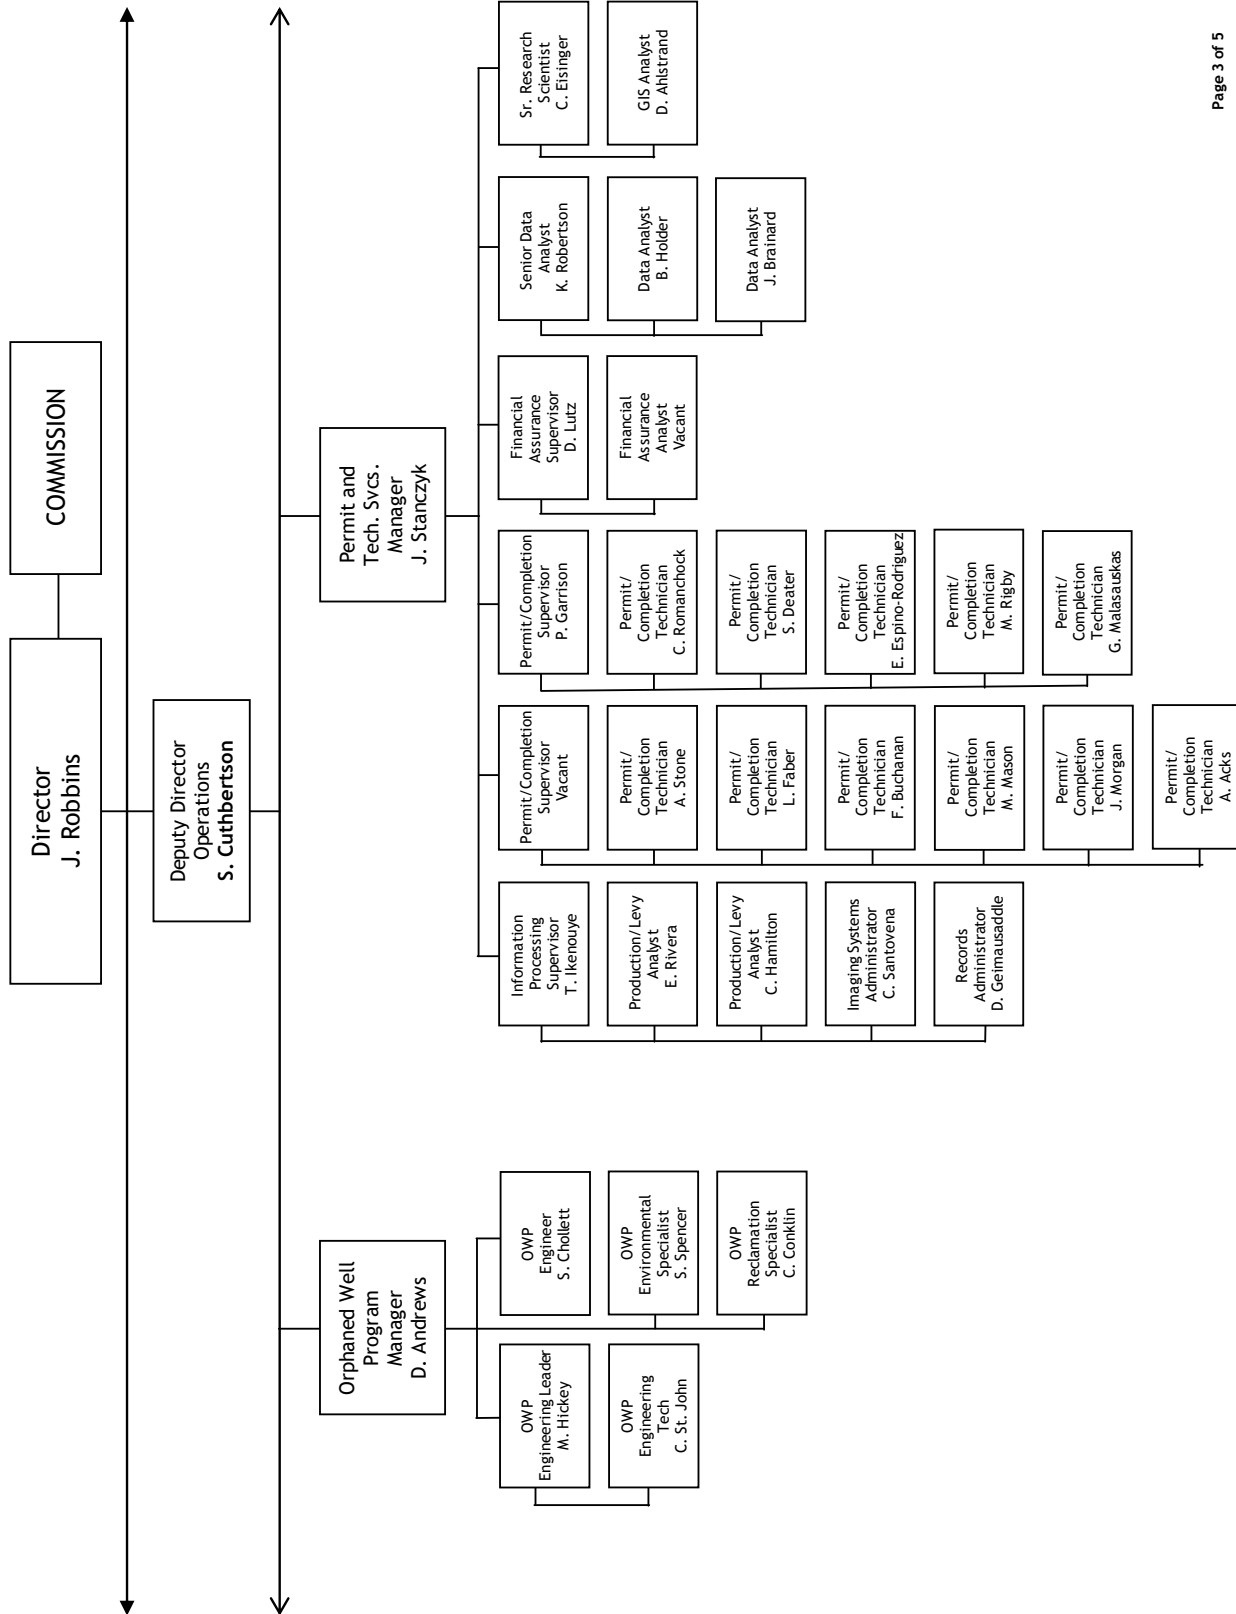 COMMISSION
Director
J. Robbins
Deputy Director
Operations
S. Cuthbertson
Orphaned Well
Program
Manager
D. Andrews
OWP
Engineering Leader
M. Hickey
OWP
Engineering
Tech
C. St. John
OWP
Engineer
S. Chollett
OWP
Environmental
Specialist
S. Spencer
OWP
Reclamation
Specialist
C. Conklin
Permit and
Tech. Svcs.
Manager
J. Stanczyk
Information
Processing
Supervisor
T. Ikenouye
Production/Levy
Analyst
E. Rivera
Production/Levy
Analyst
C. Hamilton
Imaging Systems
Administrator
C. Santovena
Records
Administrator
D. Geimausaddle
Permit/Completion
Supervisor
Vacant
Permit/
Completion
Technician
A. Stone
Permit/
Completion
Technician
L. Faber
Permit/
Completion
Technician
F. Buchanan
Permit/
Completion
Technician
M. Mason
Permit/
Completion
Technician
J. Morgan
Permit/
Completion
Technician
A. Acks
Permit/Completion
Supervisor
P. Garrison
Permit/
Completion
Technician
C. Romanchock
Permit/
Completion
Technician
S. Deater
Permit/
Completion
Technician
E. Espino-Rodriguez
Permit/
Completion
Technician
M. Rigby
Permit/
Completion
Technician
G. Malasauskas
Financial
Assurance
Supervisor
D. Lutz
Financial
Assurance
Analyst
Vacant
Senior Data
Analyst
K. Robertson
Data Analyst
B. Holder
Data Analyst
J. Brainard
Sr. Research
Scientist
C. Eisinger
GIS Analyst
D. Ahlstrand
Page 3 of 5